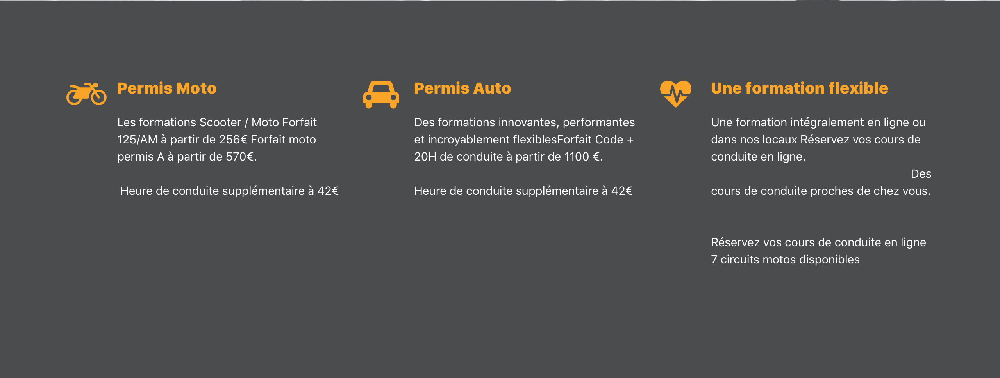 Permis Moto
Les formations Scooter / Moto Forfait
125/AM à partir de 256€ Forfait moto
permis A à partir de 570€.
Heure de conduite supplémentaire à 42€
Permis Auto
Des formations innovantes, performantes
et incroyablement flexiblesForfait Code +
20H de conduite à partir de 1100 €.
Heure de conduite supplémentaire à 42€
Une formation flexible
Une formation intégralement en ligne ou
dans nos locaux Réservez vos cours de
conduite en ligne.
Des
cours de conduite proches de chez vous.
Réservez vos cours de conduite en ligne
7 circuits motos disponibles